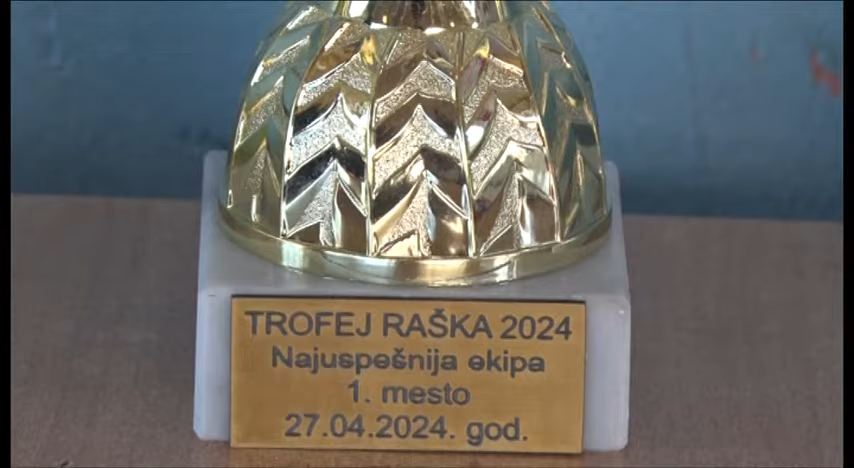 TROFEJ RAŠKA 2024
Najuspešnija ekipa
1. mesto
27.04.2024. god.